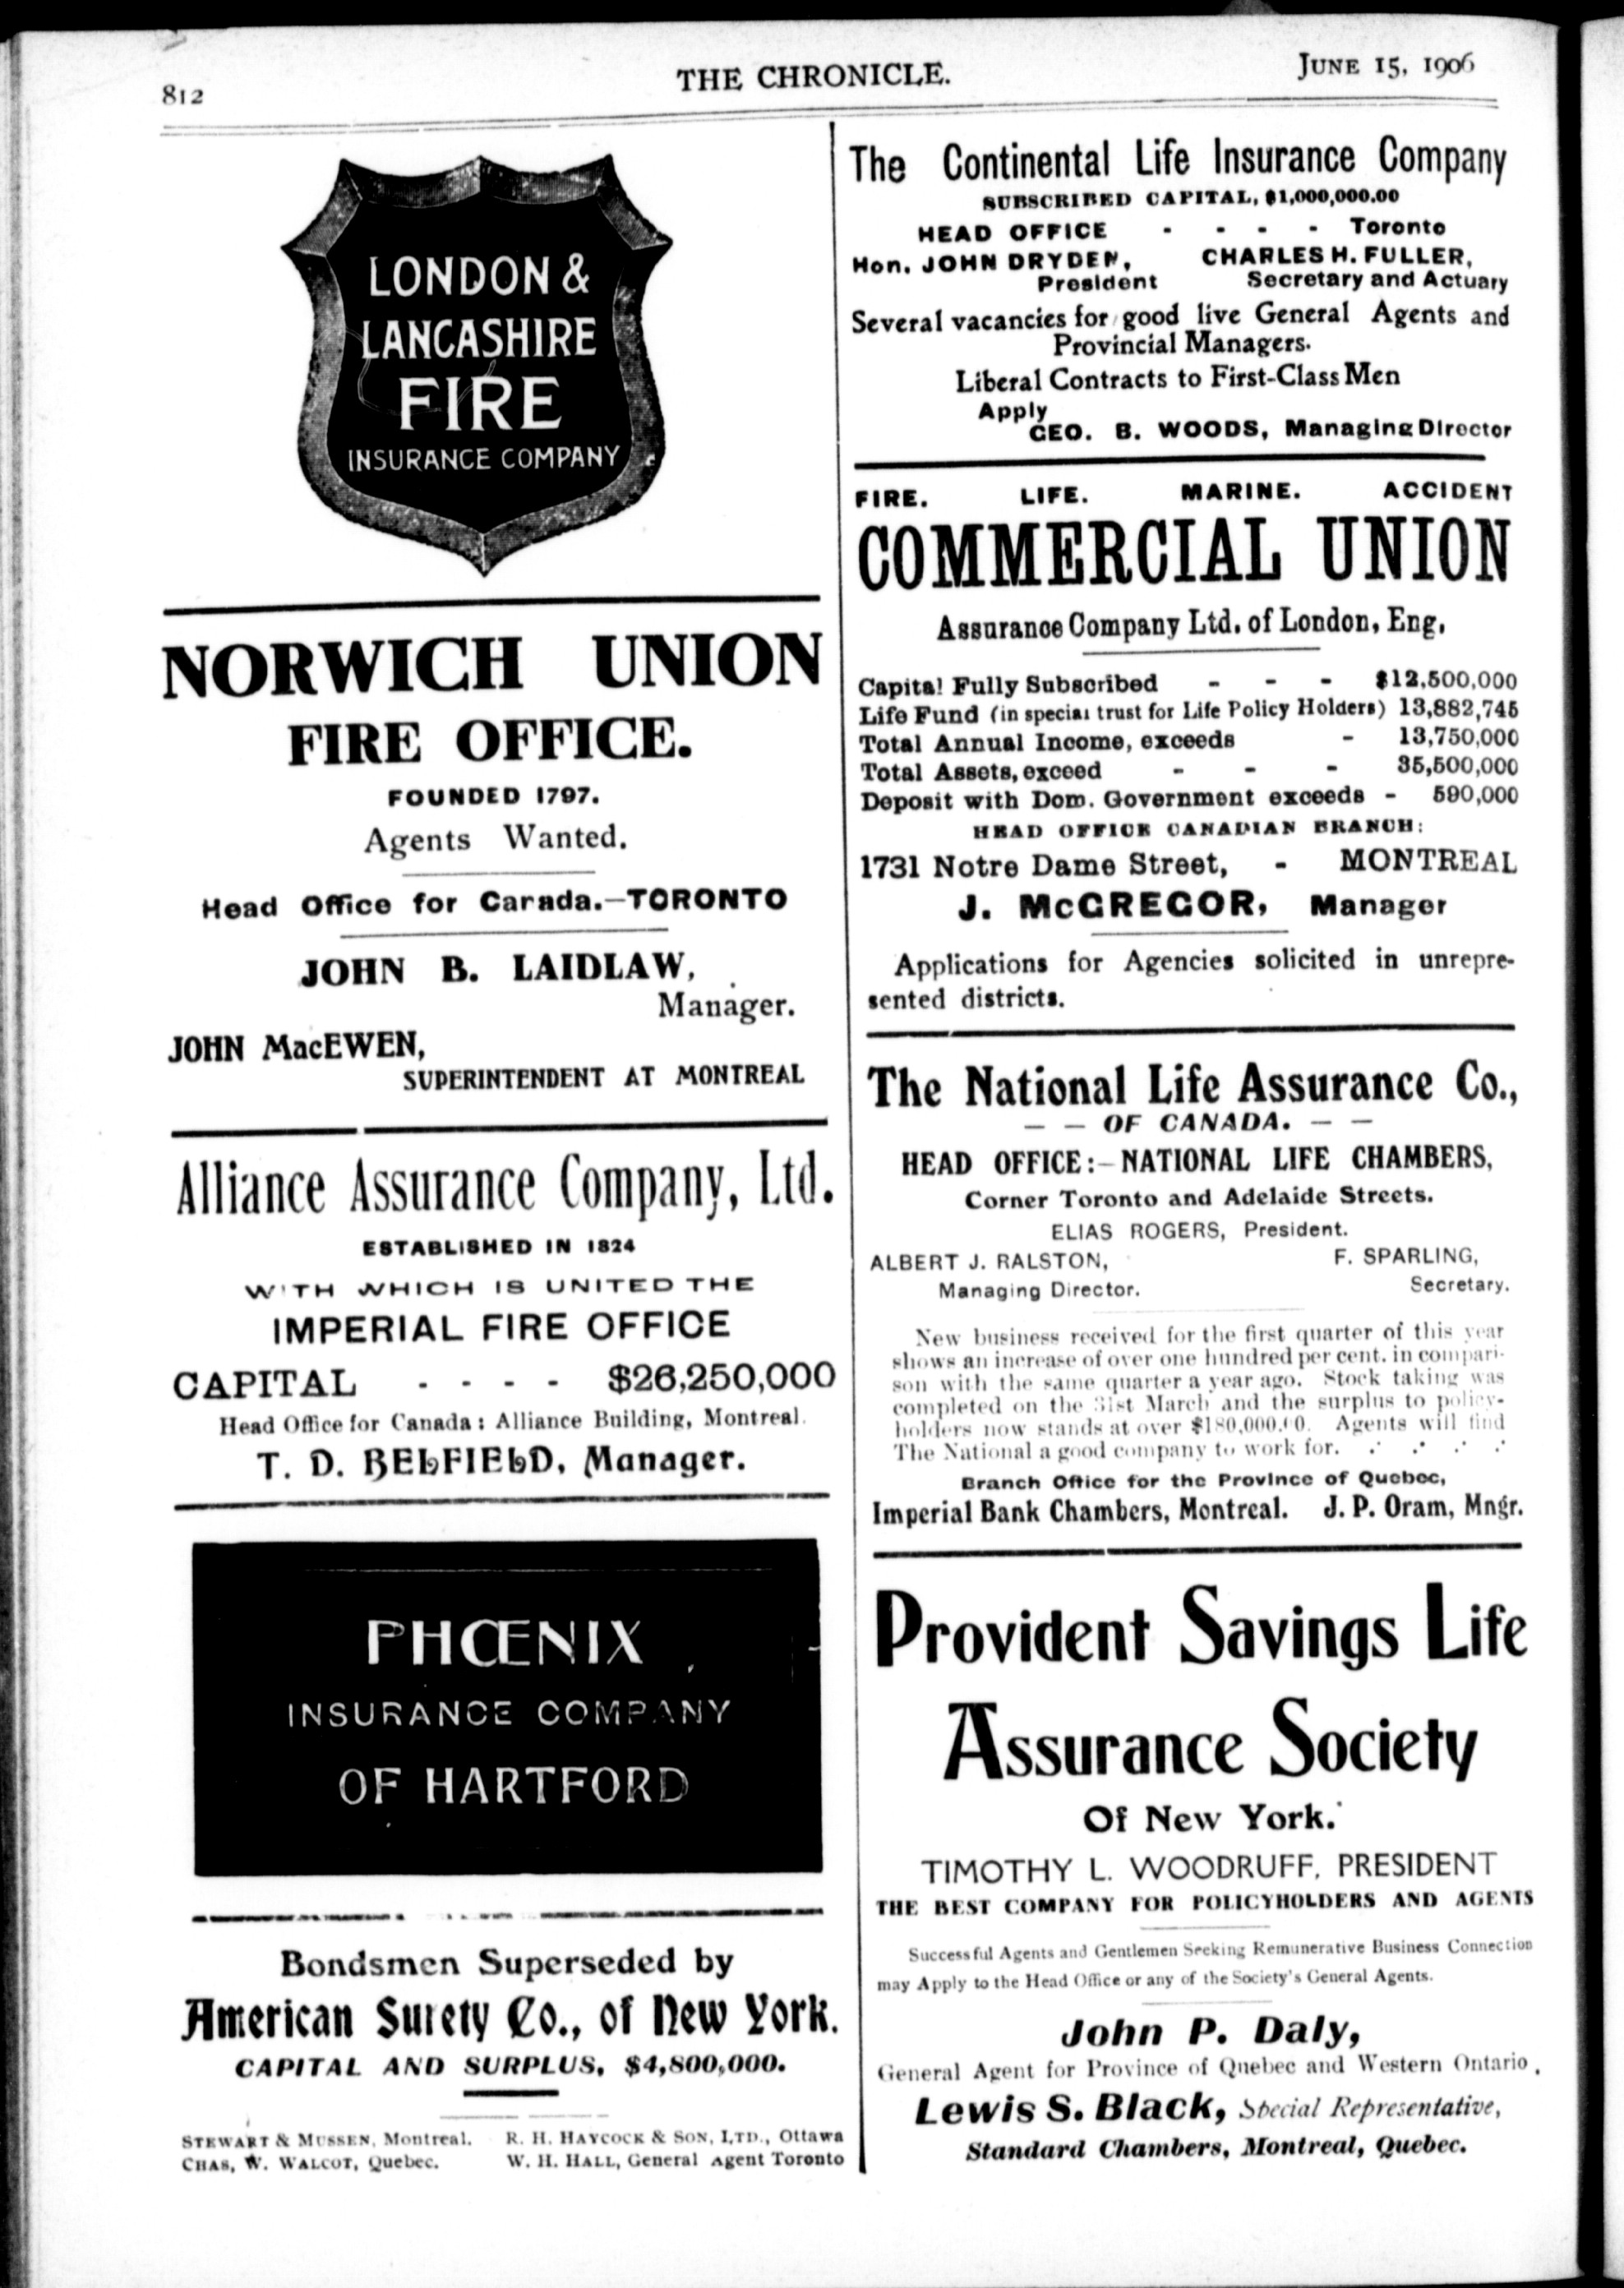 812
THE CHRONICLE.
JUNE 15, 1906
LONDON &
LANCASHIRE
FIRE
INSURANCE COMPANY
NORWICH UNION
FIRE OFFICE.
FOUNDED 1797.
Agents Wanted.
Head Office for Canada.—TORONTO
JOHN B. LAIDLAW,
Manager.
JOHN MacEWEN,
SUPERINTENDENT AT MONTREAL
Alliance Assurance Company, Ltd.
ESTABLISHED IN 1824
WITH WHICH IS UNITED THE
IMPERIAL FIRE OFFICE
CAPITAL - - - - $26,250,000
Head Office for Canada: Alliance Building, Montreal.
T. D. BELFIELD, Manager.
PHŒNIX
INSURANCE COMPANY
OF HARTFORD
Bondsmen Superseded by
American Surety Co., of New York.
CAPITAL AND SURPLUS, $4,800,000.
STEWART & MUSSEN, Montreal. R. H. HAYCOCK & SON, LTD., Ottawa
CHAS, W. WALCOT, Quebec. W. H. HALL, General Agent Toronto
The Continental Life Insurance Company
SUBSCRIBED CAPITAL, $1,000,000.00
HEAD OFFICE - - - - Toronto
Hon. JOHN DRYDEN, CHARLES H. FULLER,
President Secretary and Actuary
Several vacancies for good live General Agents and
Provincial Managers.
Liberal Contracts to First-Class Men
Apply
GEO. B. WOODS, Managing Director
FIRE. LIFE. MARINE. ACCIDENT
COMMERCIAL UNION
Assurance Company Ltd. of London, Eng.
Capital Fully Subscribed - - - $12,500,000
Life Fund (in special trust for Life Policy Holders) 13,882,745
Total Annual Income, exceeds - 13,750,000
Total Assets, exceed - - - 35,500,000
Deposit with Dom. Government exceeds - 590,000
HEAD OFFICE CANADIAN BRANCH:
1731 Notre Dame Street, - MONTREAL
J. McGREGOR, Manager
Applications for Agencies solicited in unrepre-
sented districts.
The National Life Assurance Co.,
— — OF CANADA. — —
HEAD OFFICE:—NATIONAL LIFE CHAMBERS,
Corner Toronto and Adelaide Streets.
ELIAS ROGERS, President.
ALBERT J. RALSTON, F. SPARLING,
Managing Director. Secretary.
New business received for the first quarter of this year
shows an increase of over one hundred per cent. in compari-
son with the same quarter a year ago. Stock taking was
completed on the 31st March and the surplus to policy-
holders now stands at over $180,000.00. Agents will find
The National a good company to work for.
Branch Office for the Province of Quebec,
Imperial Bank Chambers, Montreal. J. P. Oram, Mngr.
Provident Savings Life
Assurance Society
Of New York.
TIMOTHY L. WOODRUFF, PRESIDENT
THE BEST COMPANY FOR POLICYHOLDERS AND AGENTS
Successful Agents and Gentlemen Seeking Remunerative Business Connection
may Apply to the Head Office or any of the Society's General Agents.
John P. Daly,
General Agent for Province of Quebec and Western Ontario.
Lewis S. Black, Special Representative,
Standard Chambers, Montreal, Quebec.